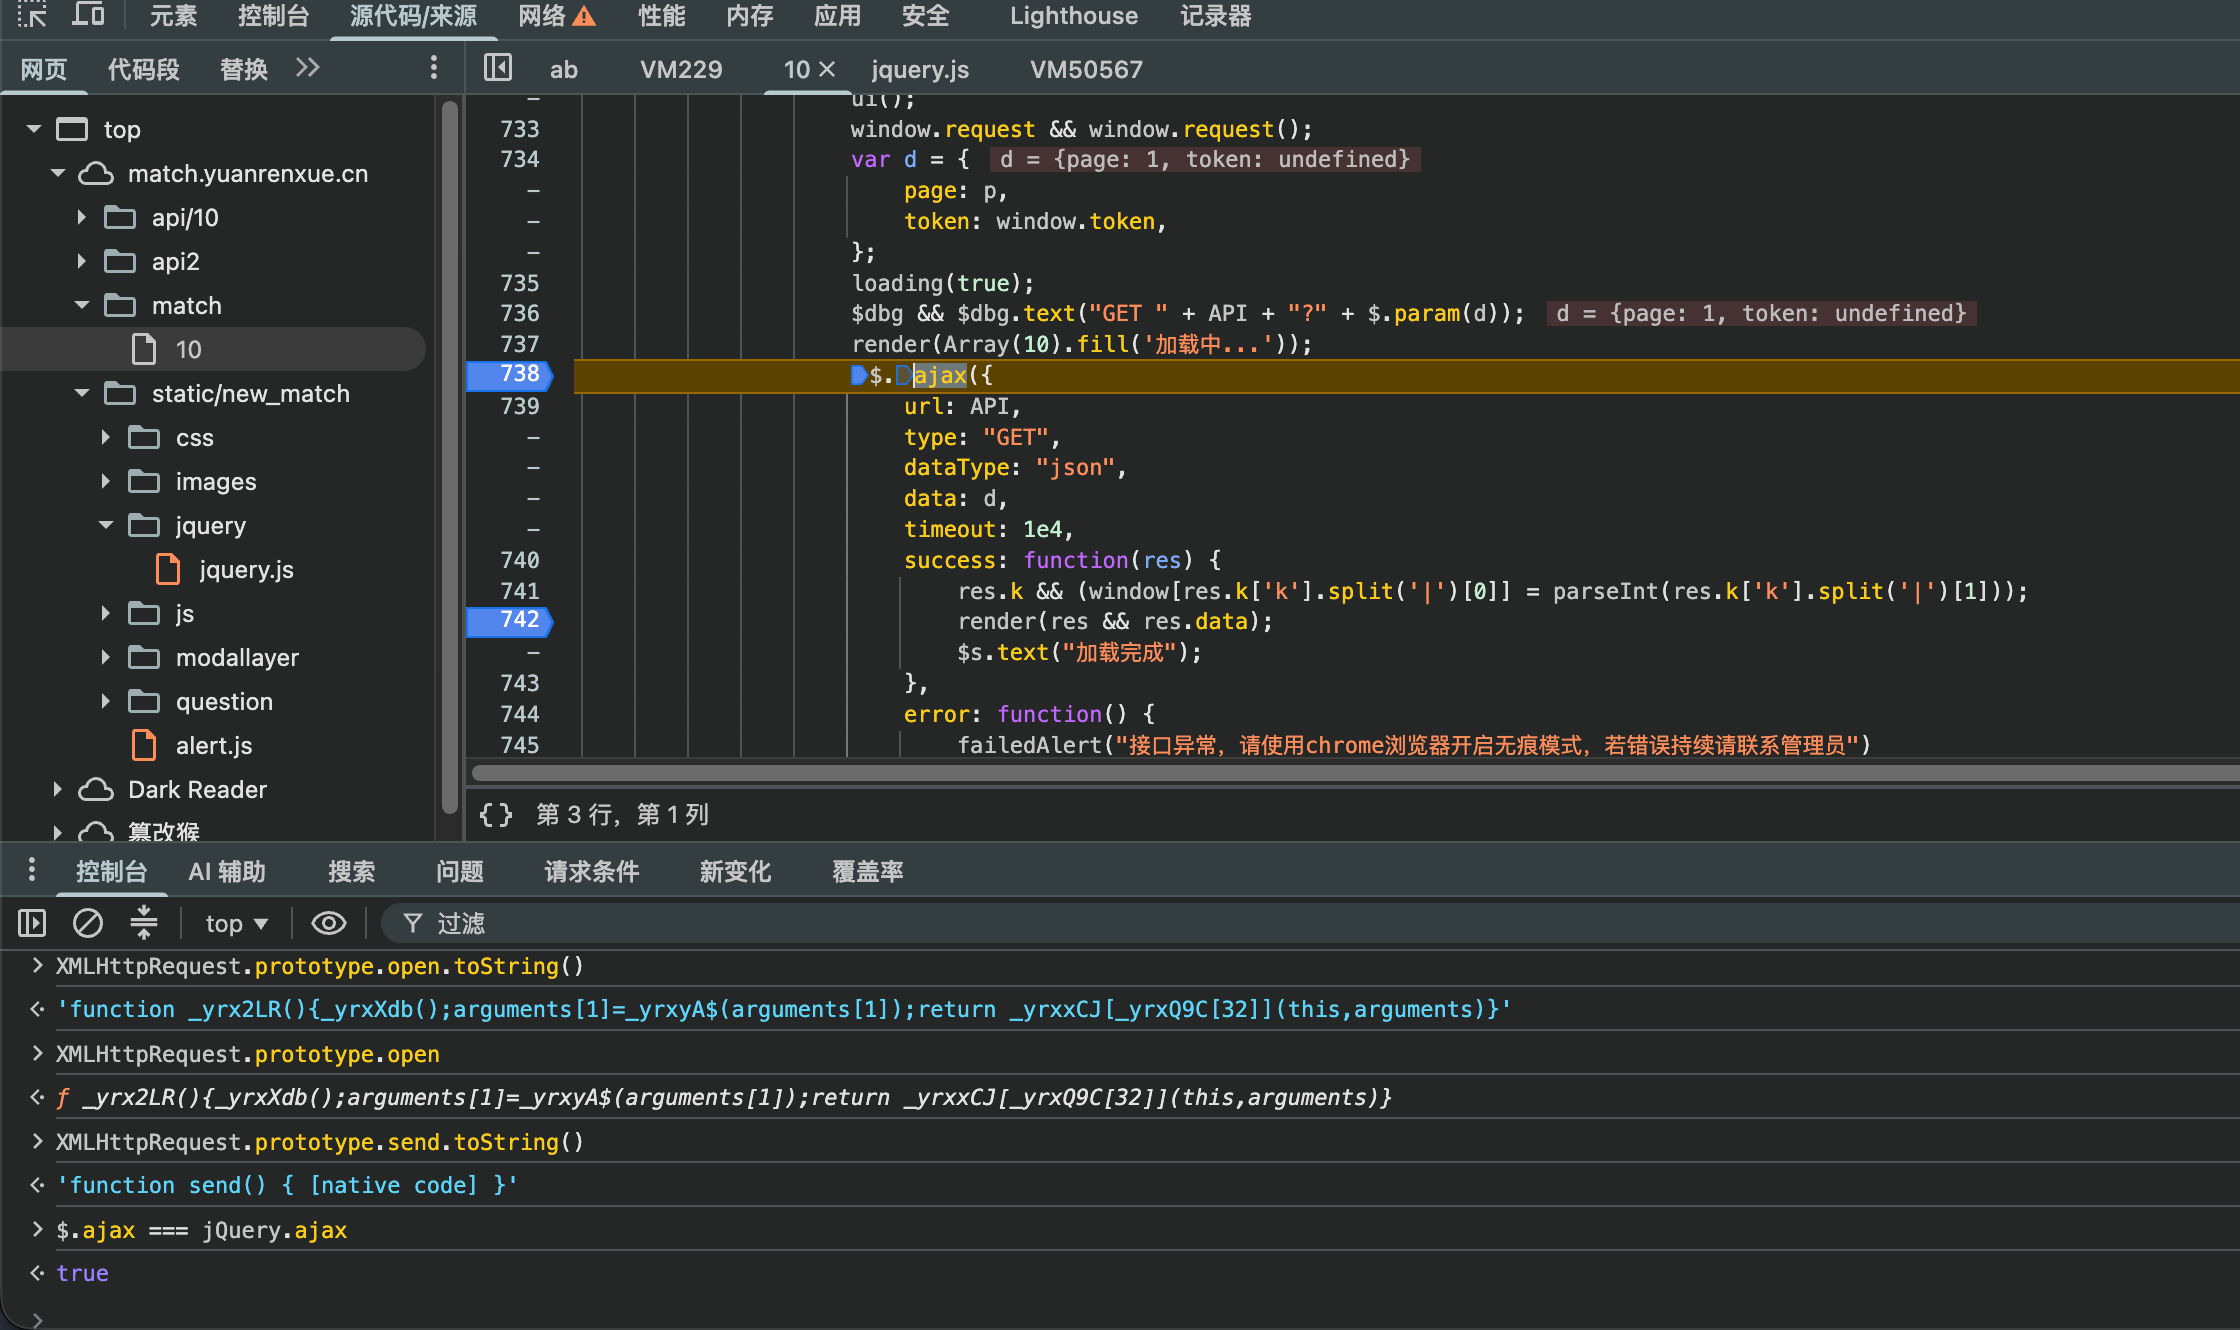 元素 控制台 源代码/来源 网络 性能 内存 应用 安全 Lighthouse 记录器
网页 代码段 替换
ab VM229 10 × jquery.js VM50567
top
match.yuanrenxue.cn
api/10
api2
match
10
static/new_match
css
images
jquery
jquery.js
js
modallayer
question
alert.js
Dark Reader
篡改猴
- ui();
733 window.request && window.request();
734 var d = { d = {page: 1, token: undefined}
- page: p,
- token: window.token,
- };
735 loading(true);
736 $dbg && $dbg.text("GET " + API + "?" + $.param(d)); d = {page: 1, token: undefined}
737 render(Array(10).fill('加载中...'));
738 $.ajax({
739 url: API,
- type: "GET",
- dataType: "json",
- data: d,
- timeout: 1e4,
740 success: function(res) {
741 res.k && (window[res.k['k'].split('|')[0]] = parseInt(res.k['k'].split('|')[1]));
742 render(res && res.data);
- $s.text("加载完成");
743 },
744 error: function() {
745 failedAlert("接口异常，请使用chrome浏览器开启无痕模式，若错误持续请联系管理员")
{} 第 3 行，第 1 列
控制台 AI 辅助 搜索 问题 请求条件 新变化 覆盖率
top ▼ 过滤
> XMLHttpRequest.prototype.open.toString()
'function _yrx2LR(){_yrxXdb();arguments[1]=_yrxyA$(arguments[1]);return _yrxxCJ[_yrxQ9C[32]](this,arguments)}'
> XMLHttpRequest.prototype.open
ƒ _yrx2LR(){_yrxXdb();arguments[1]=_yrxyA$(arguments[1]);return _yrxxCJ[_yrxQ9C[32]](this,arguments)}
> XMLHttpRequest.prototype.send.toString()
'function send() { [native code] }'
> $.ajax === jQuery.ajax
true
>